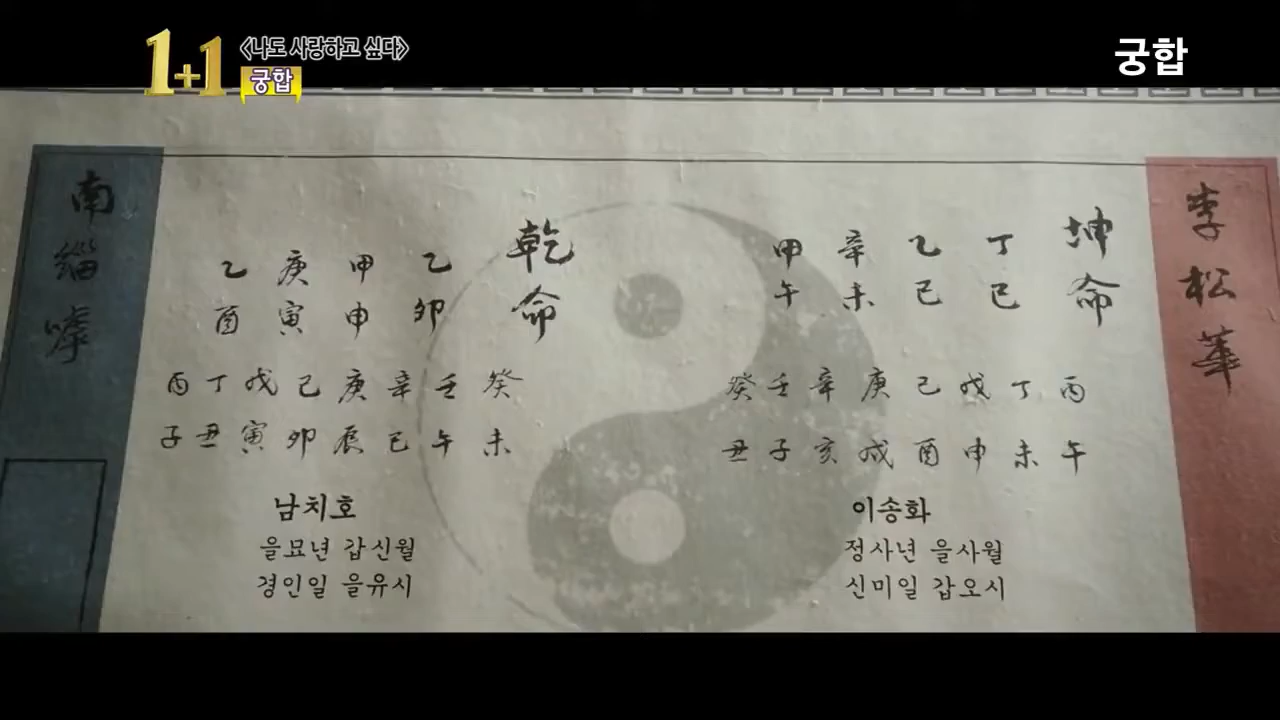 1+1
〈나도 사랑하고 싶다〉
궁합
궁합
李松華
坤命
丁 乙 辛 甲
巳 巳 未 午
癸 壬 辛 庚 己 戊 丁 丙
丑 子 亥 戌 酉 申 未 午
이송화
정사년 을사월
신미일 갑오시
乾命
乙 庚 甲 乙
酉 寅 申 卯
丙 丁 戊 己 庚 辛 壬 癸
子 丑 寅 卯 辰 巳 午 未
남치호
을묘년 갑신월
경인일 을유시
南緇